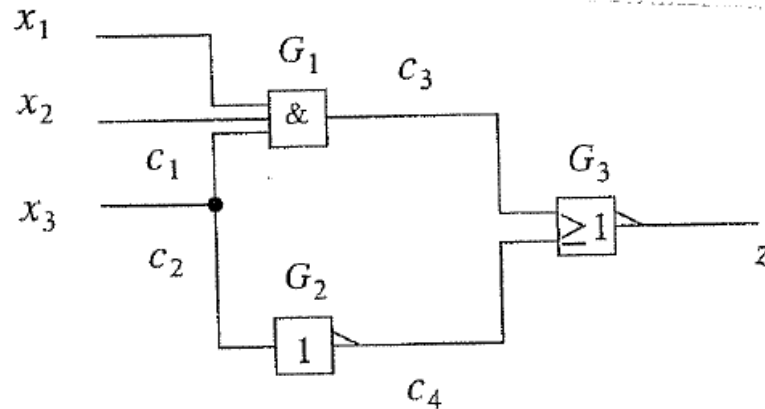 x₁
G₁
c₃
x₂
&
c₁
G₃
x₃
≥1
z
c₂
G₂
1
c₄